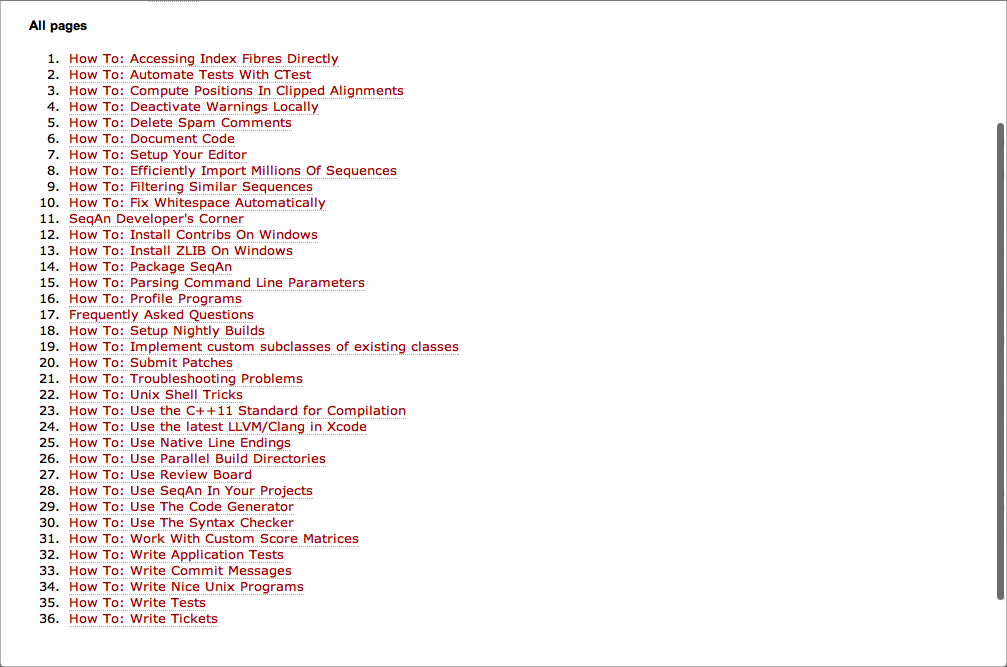 All pages
1. How To: Accessing Index Fibres Directly
2. How To: Automate Tests With CTest
3. How To: Compute Positions In Clipped Alignments
4. How To: Deactivate Warnings Locally
5. How To: Delete Spam Comments
6. How To: Document Code
7. How To: Setup Your Editor
8. How To: Efficiently Import Millions Of Sequences
9. How To: Filtering Similar Sequences
10. How To: Fix Whitespace Automatically
11. SeqAn Developer's Corner
12. How To: Install Contribs On Windows
13. How To: Install ZLIB On Windows
14. How To: Package SeqAn
15. How To: Parsing Command Line Parameters
16. How To: Profile Programs
17. Frequently Asked Questions
18. How To: Setup Nightly Builds
19. How To: Implement custom subclasses of existing classes
20. How To: Submit Patches
21. How To: Troubleshooting Problems
22. How To: Unix Shell Tricks
23. How To: Use the C++11 Standard for Compilation
24. How To: Use the latest LLVM/Clang in Xcode
25. How To: Use Native Line Endings
26. How To: Use Parallel Build Directories
27. How To: Use Review Board
28. How To: Use SeqAn In Your Projects
29. How To: Use The Code Generator
30. How To: Use The Syntax Checker
31. How To: Work With Custom Score Matrices
32. How To: Write Application Tests
33. How To: Write Commit Messages
34. How To: Write Nice Unix Programs
35. How To: Write Tests
36. How To: Write Tickets